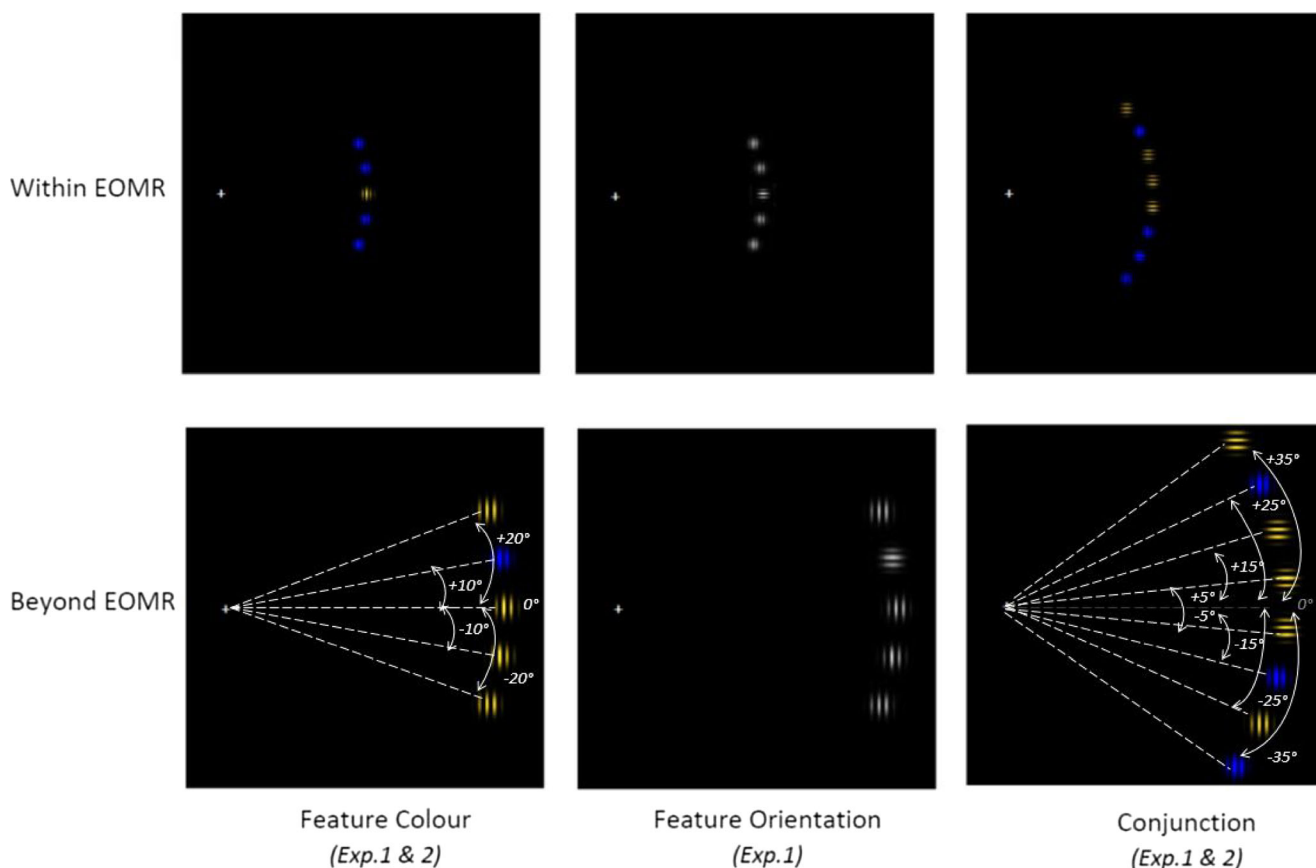 Within EOMR
Beyond EOMR
+20°
+10°
0°
-10°
-20°
+35°
+25°
+15°
+5°
0°
-5°
-15°
-25°
-35°
Feature Colour
(Exp.1 & 2)
Feature Orientation
(Exp.1)
Conjunction
(Exp.1 & 2)